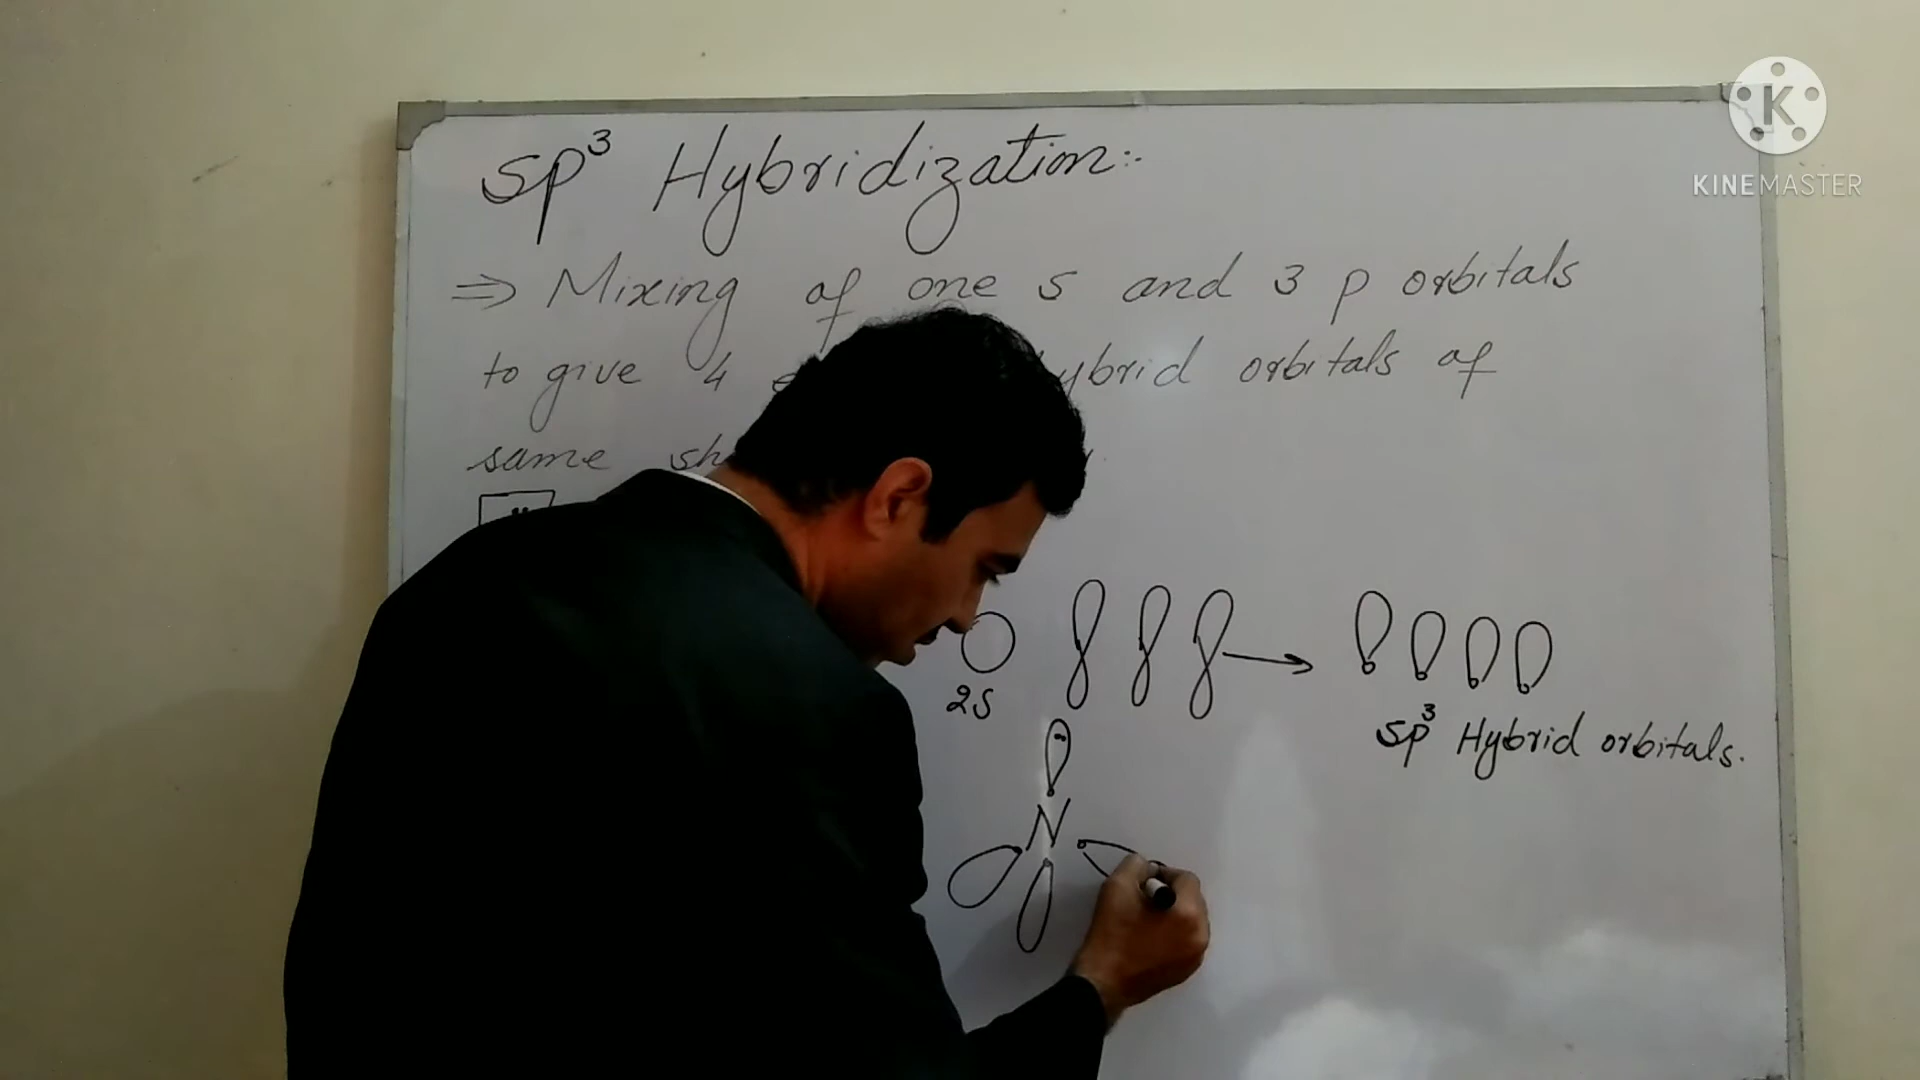 sp³ Hybridization:-
⇒ Mixing of one s and 3 p orbitals
to give 4 hybrid orbitals of
same
2s
sp³ Hybrid orbitals.
N
K
KINEMASTER